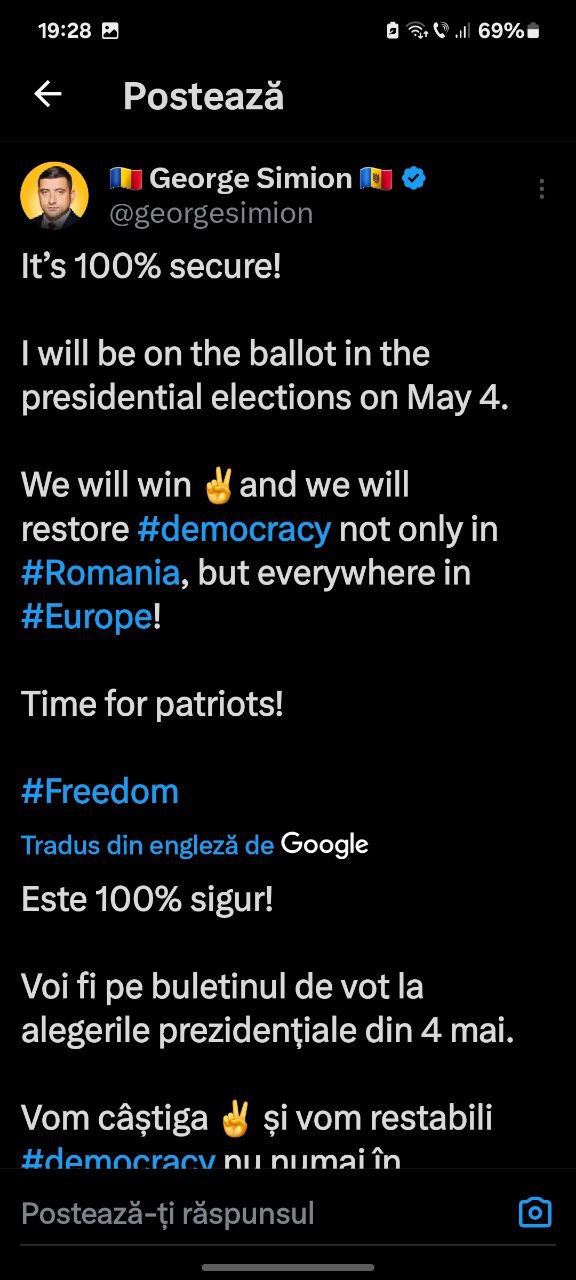 19:28 69%
Postează
🇷🇴 George Simion 🇲🇩
@georgesimion
It’s 100% secure!
I will be on the ballot in the
presidential elections on May 4.
We will win ✌️and we will
restore #democracy not only in
#Romania, but everywhere in
#Europe!
Time for patriots!
#Freedom
Tradus din engleză de Google
Este 100% sigur!
Voi fi pe buletinul de vot la
alegerile prezidențiale din 4 mai.
Vom câștiga ✌️ și vom restabili
#democracy nu numai în
Postează-ți răspunsul